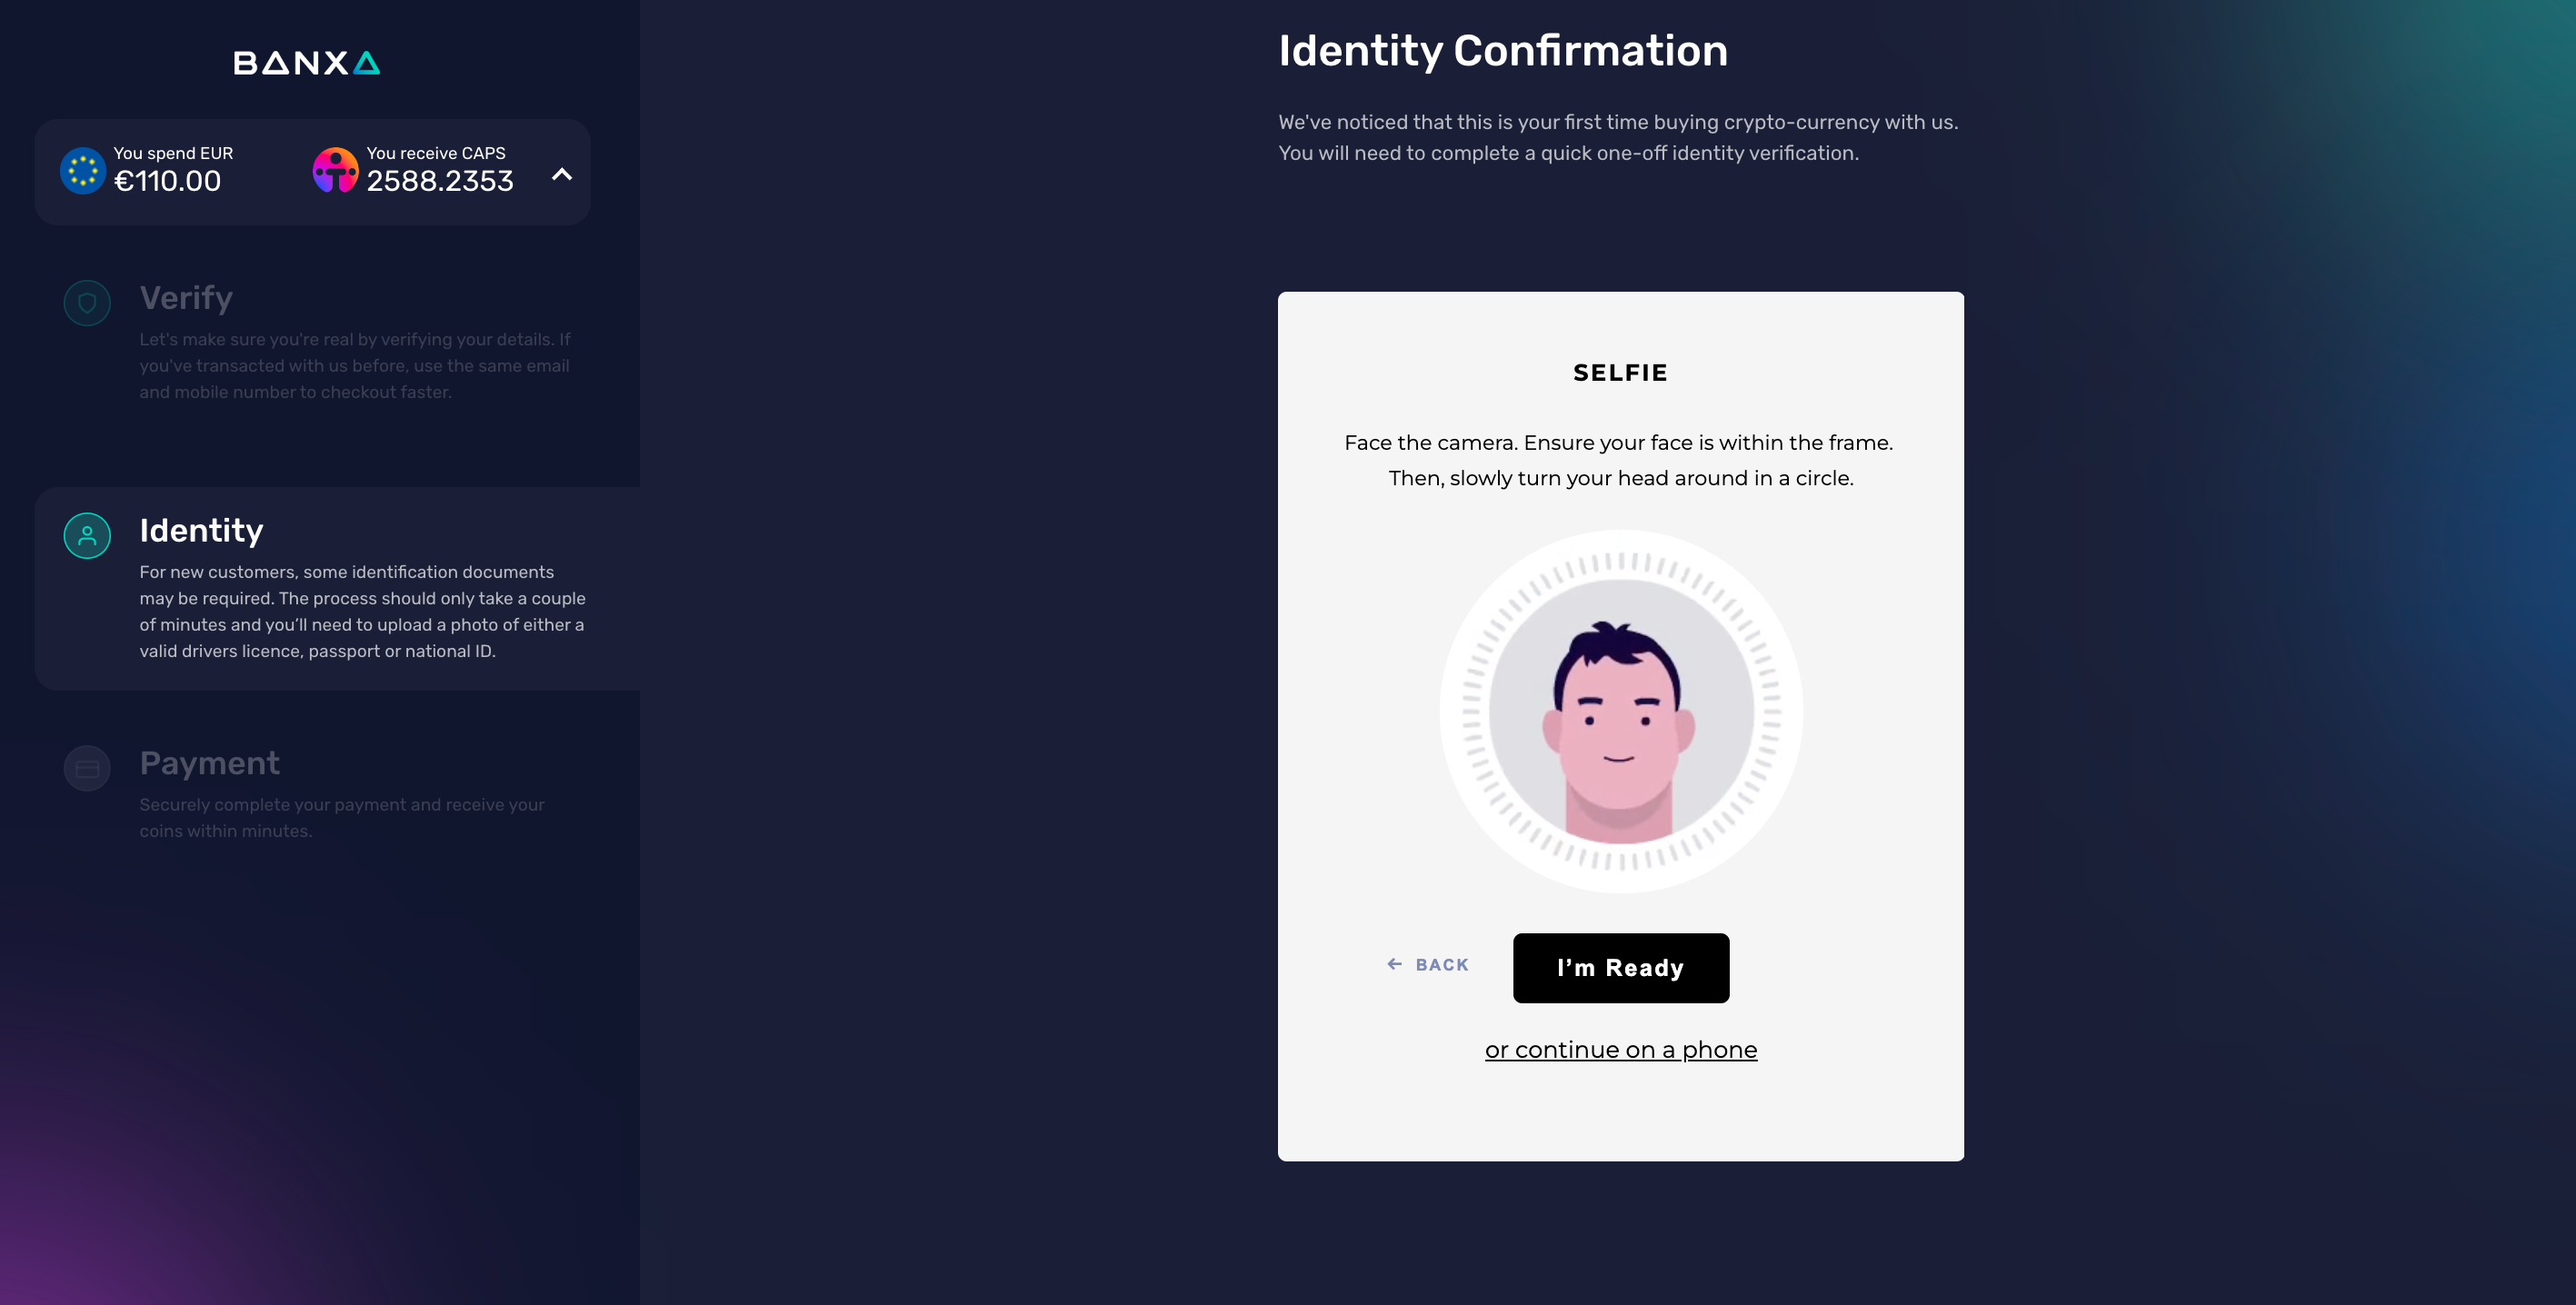 BANXA
You spend EUR
€110.00
You receive CAPS
2588.2353
Verify
Let's make sure you're real by verifying your details. If
you've transacted with us before, use the same email
and mobile number to checkout faster.
Identity
For new customers, some identification documents
may be required. The process should only take a couple
of minutes and you’ll need to upload a photo of either a
valid drivers licence, passport or national ID.
Payment
Securely complete your payment and receive your
coins within minutes.
Identity Confirmation
We've noticed that this is your first time buying crypto-currency with us.
You will need to complete a quick one-off identity verification.
SELFIE
Face the camera. Ensure your face is within the frame.
Then, slowly turn your head around in a circle.
← BACK
I’m Ready
or continue on a phone